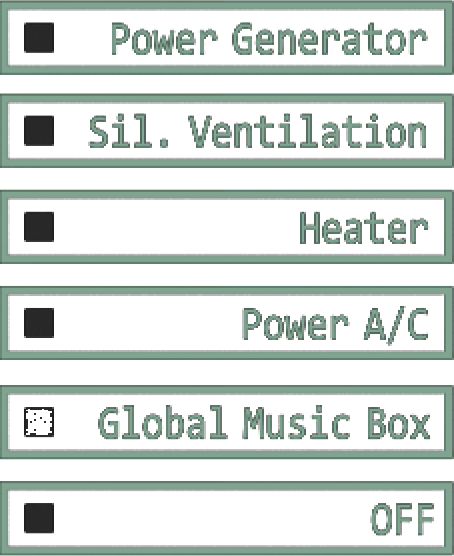 Power Generator
Sil. Ventilation
Heater
Power A/C
Global Music Box
OFF